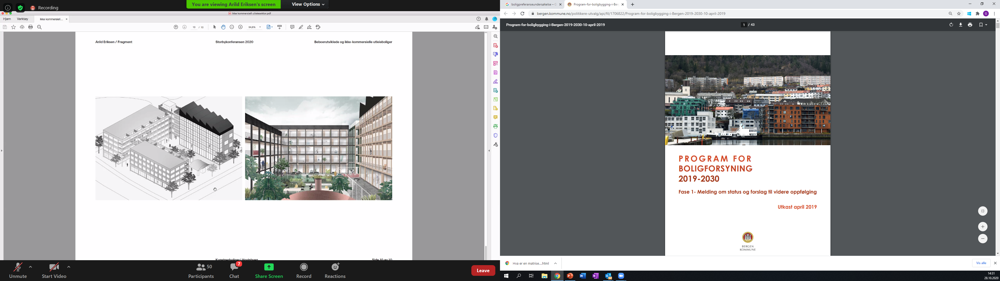 Recording
You are viewing Arild Eriksen's screen
View Options
ikke kommersiell utleiesektor.pdf
Hjem
Verktøy
ikke kommersiell...
10 / 10
94,6%
Arild Eriksen / Fragment
Storbykonferansen 2020
Beboerutviklede og ikke-kommersielle utleieboliger
Kunstnerboliger i Hovinbyen
Side 10 av 10
Unmute
Start Video
50
Participants
7
Chat
Share Screen
Record
Reactions
Leave
boligpreferanseundersøkelse – G
Program-for-boligbygging-i-Ber
bergen.kommune.no/politikere-utvalg/api/fil/1706822/Program-for-boligbygging-i-Bergen-2019-2030-10-april-2019
G
Program-for-boligbygging-i-Bergen-2019-2030-10-april-2019
1 / 43
PROGRAM FOR
BOLIGFORSYNING
2019-2030
Fase 1- Melding om status og forslag til videre oppfølging
Utkast april 2019
BERGEN
KOMMUNE
Hva er en matrise....html
Vis alle
14:31
28.10.2020